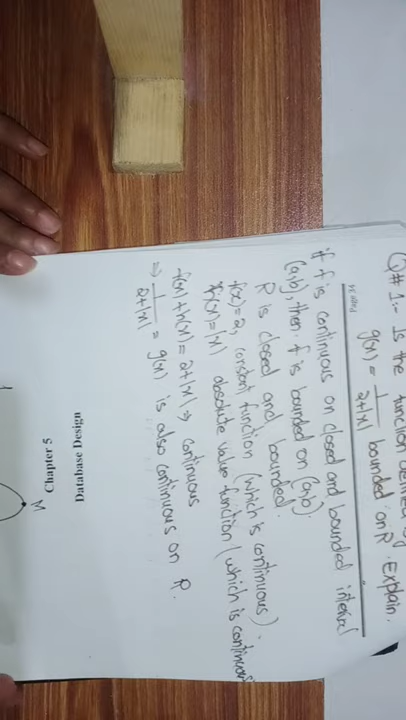 Q#1:- Is the function defined by
g(x) = 1/2+|x| bounded on R. Explain.
if f is continuous on closed and bounded interval
(a,b), then f is bounded on (a,b).
R is closed and bounded.
f(x)=2, constant function (which is continuous).
h(x)=|x| absolute value function (which is continuous
f(x)+h(x) = 2+|x| ⇒ continuous
⇒ 1/2+|x| = g(x) is also continuous on R.
Chapter 5
Database Design